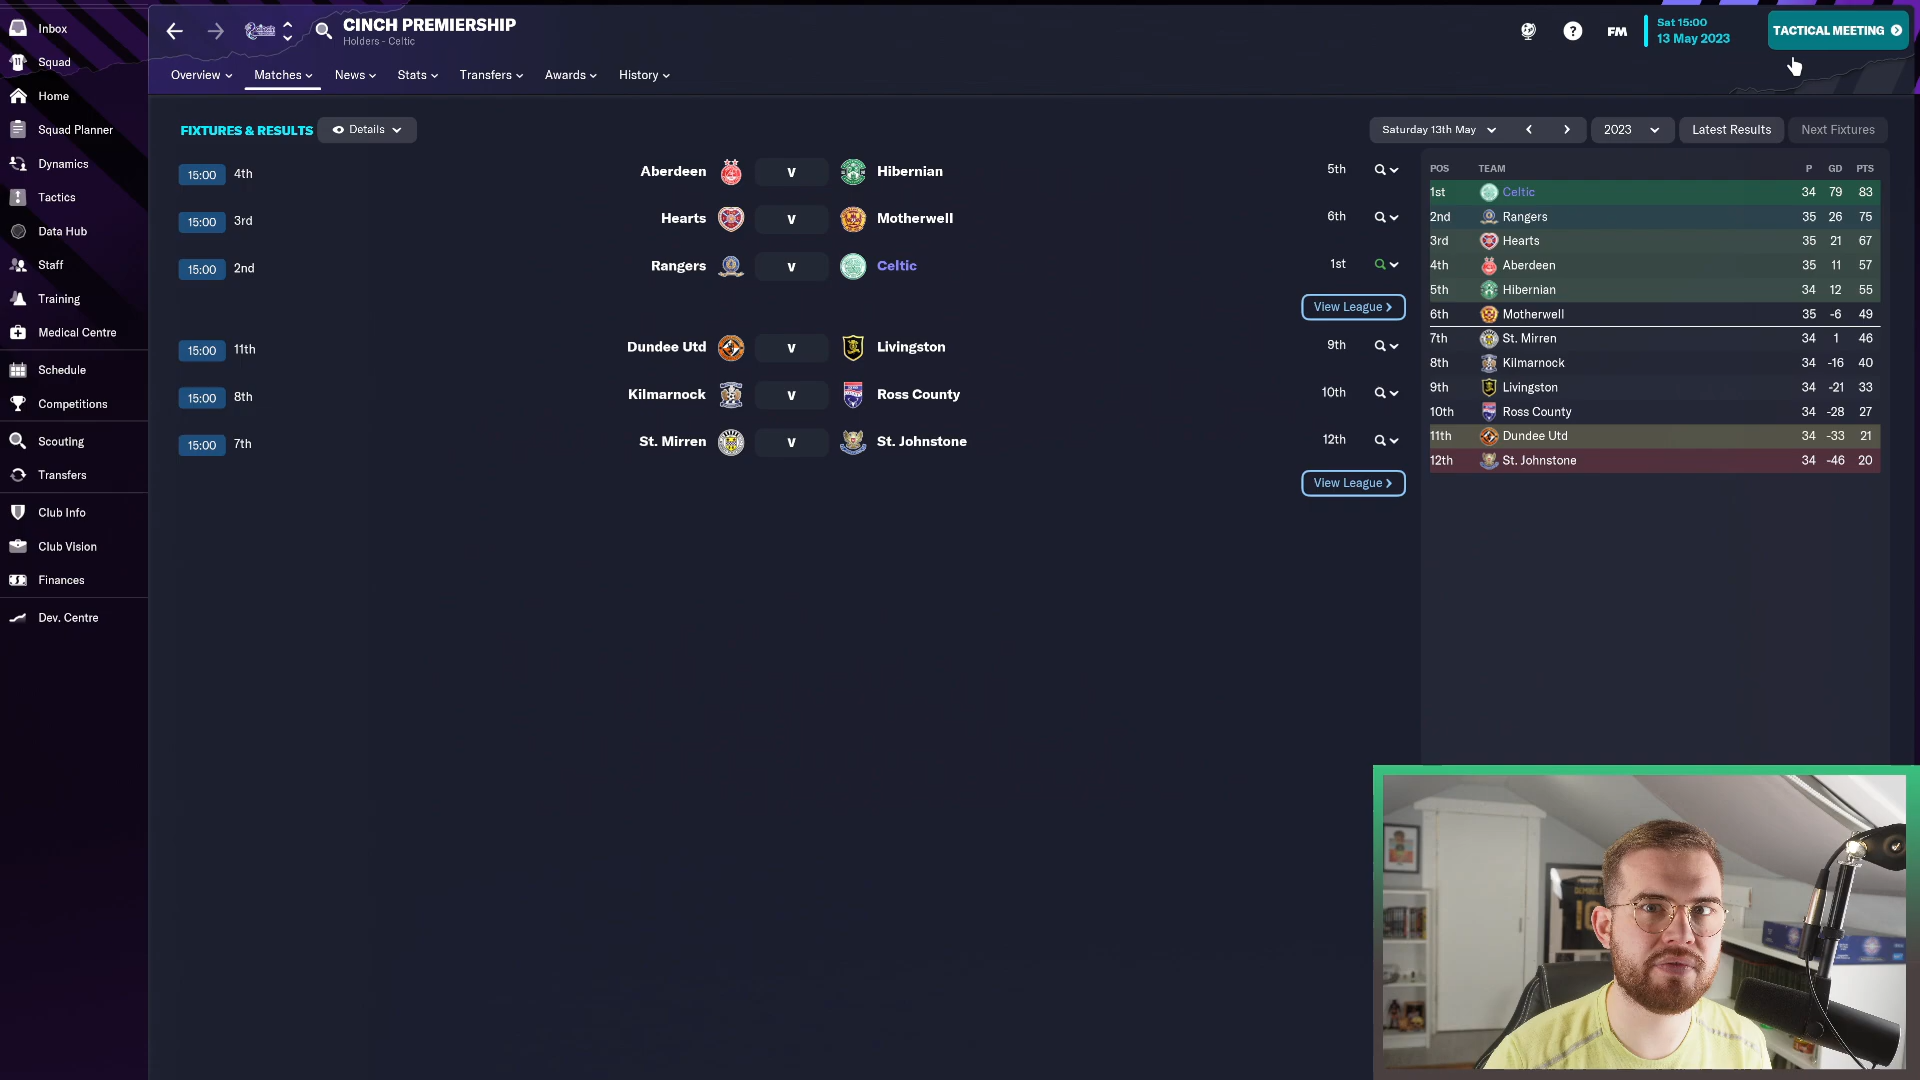 Inbox
Squad
Home
Squad Planner
Dynamics
Tactics
Data Hub
Staff
Training
Medical Centre
Schedule
Competitions
Scouting
Transfers
Club Info
Club Vision
Finances
Dev. Centre
CINCH PREMIERSHIP
Holders - Celtic
FM
Sat 15:00
13 May 2023
TACTICAL MEETING
Overview Matches News Stats Transfers Awards History
FIXTURES & RESULTS Details
Saturday 13th May 2023 Latest Results Next Fixtures
15:00 4th Aberdeen v Hibernian 5th
15:00 3rd Hearts v Motherwell 6th
15:00 2nd Rangers v Celtic 1st
View League >
15:00 11th Dundee Utd v Livingston 9th
15:00 8th Kilmarnock v Ross County 10th
15:00 7th St. Mirren v St. Johnstone 12th
View League >
POS TEAM P GD PTS
1st Celtic 34 79 83
2nd Rangers 35 26 75
3rd Hearts 35 21 67
4th Aberdeen 35 11 57
5th Hibernian 34 12 55
6th Motherwell 35 -6 49
7th St. Mirren 34 1 46
8th Kilmarnock 34 -16 40
9th Livingston 34 -21 33
10th Ross County 34 -28 27
11th Dundee Utd 34 -33 21
12th St. Johnstone 34 -46 20